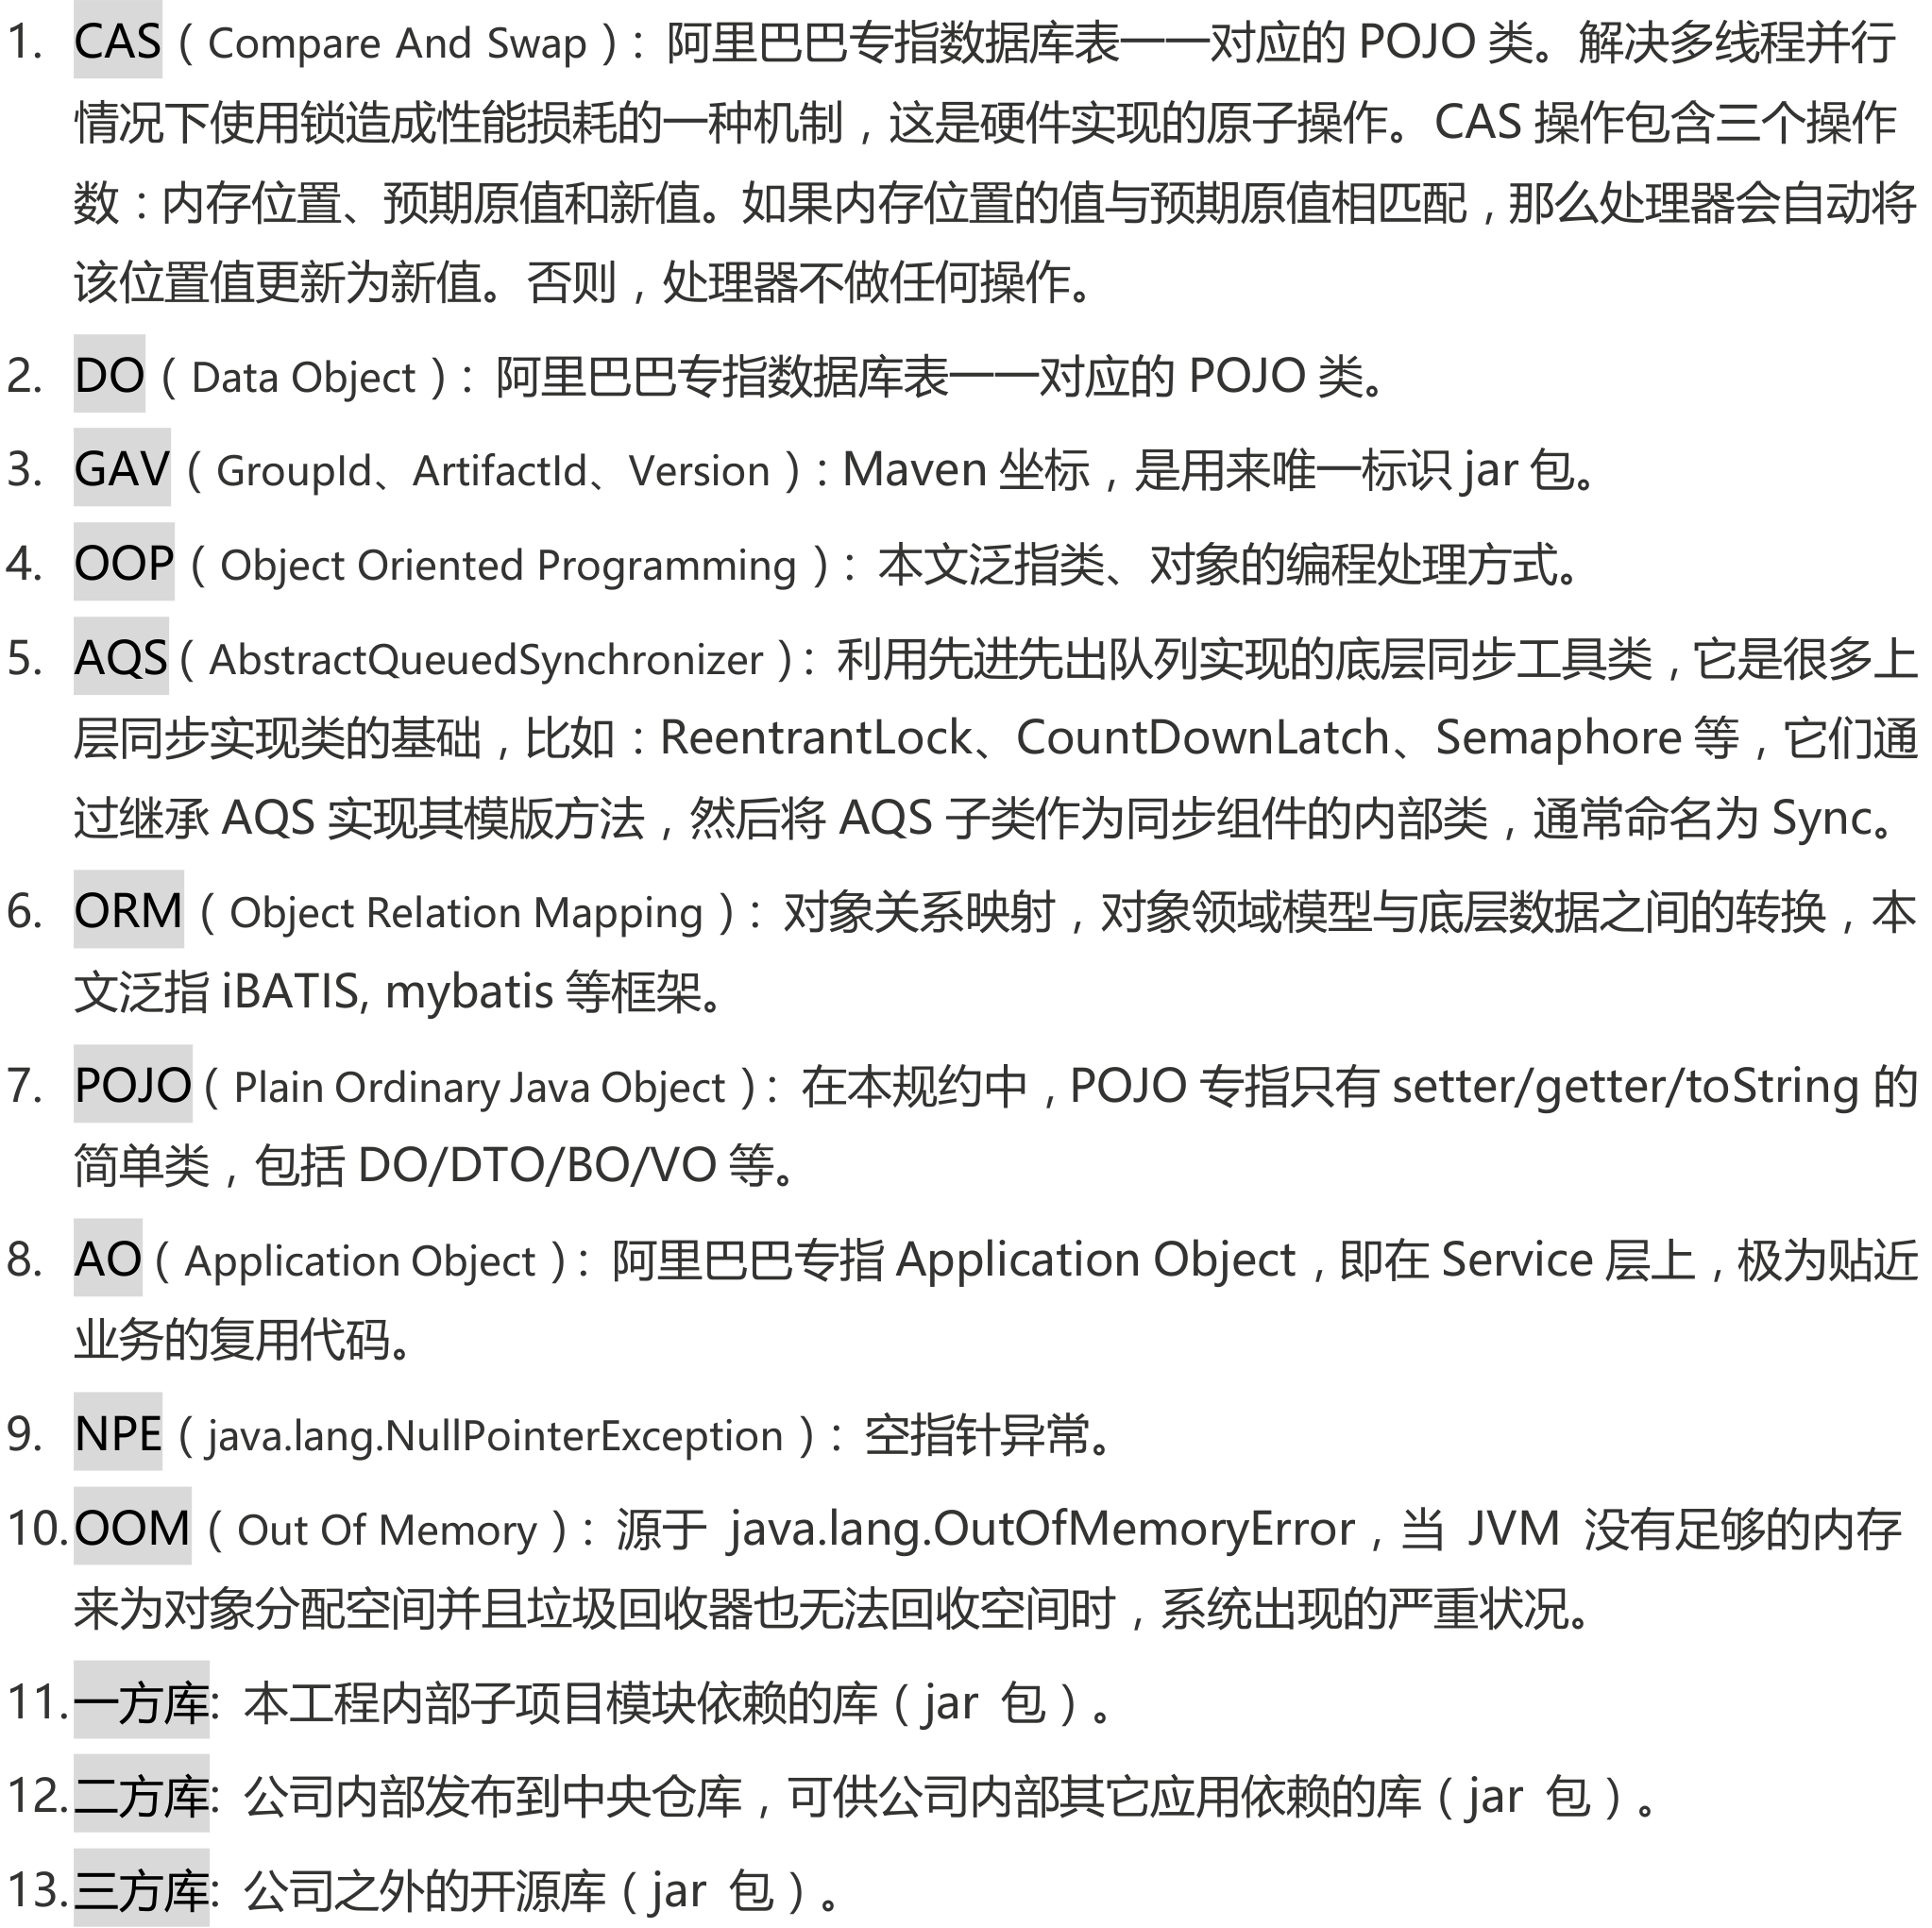 1. CAS（Compare And Swap）: 阿里巴巴专指数据库表一一对应的 POJO 类。解决多线程并行
情况下使用锁造成性能损耗的一种机制，这是硬件实现的原子操作。CAS 操作包含三个操作
数：内存位置、预期原值和新值。如果内存位置的值与预期原值相匹配，那么处理器会自动将
该位置值更新为新值。否则，处理器不做任何操作。
2. DO（Data Object）: 阿里巴巴专指数据库表一一对应的 POJO 类。
3. GAV（GroupId、ArtifactId、Version）: Maven 坐标，是用来唯一标识 jar 包。
4. OOP（Object Oriented Programming）: 本文泛指类、对象的编程处理方式。
5. AQS（AbstractQueuedSynchronizer）: 利用先进先出队列实现的底层同步工具类，它是很多上
层同步实现类的基础，比如：ReentrantLock、CountDownLatch、Semaphore 等，它们通
过继承 AQS 实现其模版方法，然后将 AQS 子类作为同步组件的内部类，通常命名为 Sync。
6. ORM（Object Relation Mapping）: 对象关系映射，对象领域模型与底层数据之间的转换，本
文泛指 iBATIS, mybatis 等框架。
7. POJO（Plain Ordinary Java Object）: 在本规约中，POJO 专指只有 setter/getter/toString 的
简单类，包括 DO/DTO/BO/VO 等。
8. AO（Application Object）: 阿里巴巴专指 Application Object，即在 Service 层上，极为贴近
业务的复用代码。
9. NPE（java.lang.NullPointerException）: 空指针异常。
10. OOM（Out Of Memory）: 源于 java.lang.OutOfMemoryError，当 JVM 没有足够的内存
来为对象分配空间并且垃圾回收器也无法回收空间时，系统出现的严重状况。
11. 一方库: 本工程内部子项目模块依赖的库（jar 包）。
12. 二方库: 公司内部发布到中央仓库，可供公司内部其它应用依赖的库（jar 包）。
13. 三方库: 公司之外的开源库（jar 包）。